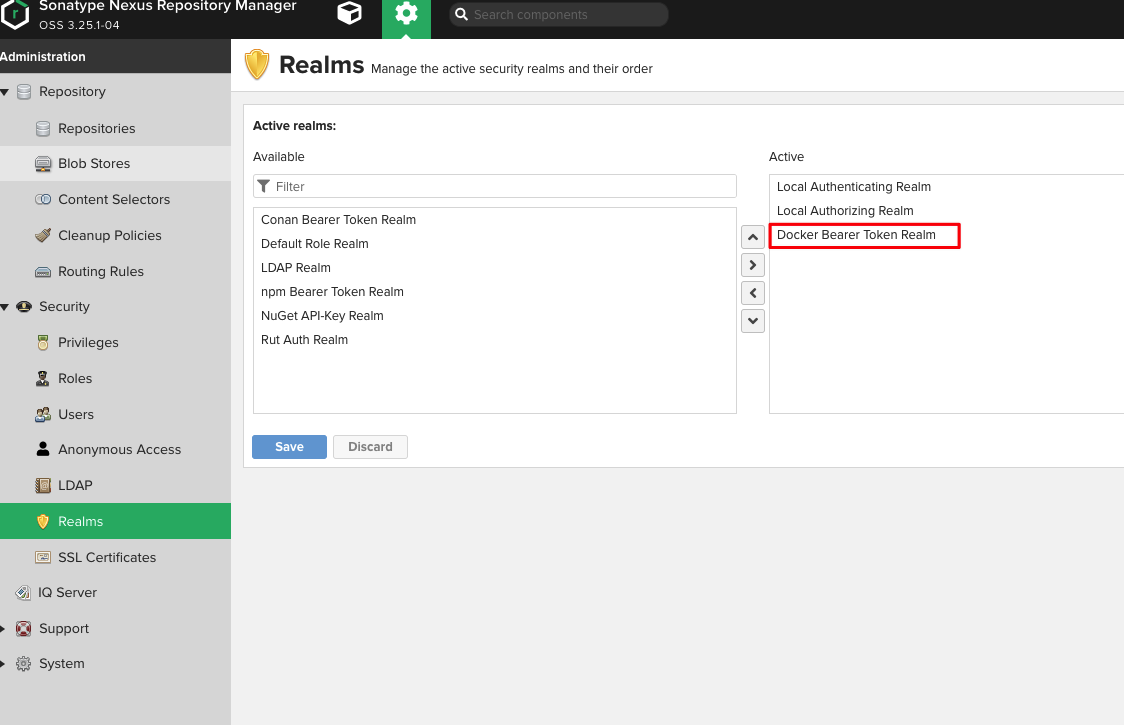 Sonatype Nexus Repository Manager
OSS 3.25.1-04
Search components
Administration
Repository
Repositories
Blob Stores
Content Selectors
Cleanup Policies
Routing Rules
Security
Privileges
Roles
Users
Anonymous Access
LDAP
Realms
SSL Certificates
IQ Server
Support
System
Realms Manage the active security realms and their order
Active realms:
Available
Filter
Conan Bearer Token Realm
Default Role Realm
LDAP Realm
npm Bearer Token Realm
NuGet API-Key Realm
Rut Auth Realm
Active
Local Authenticating Realm
Local Authorizing Realm
Docker Bearer Token Realm
Save Discard